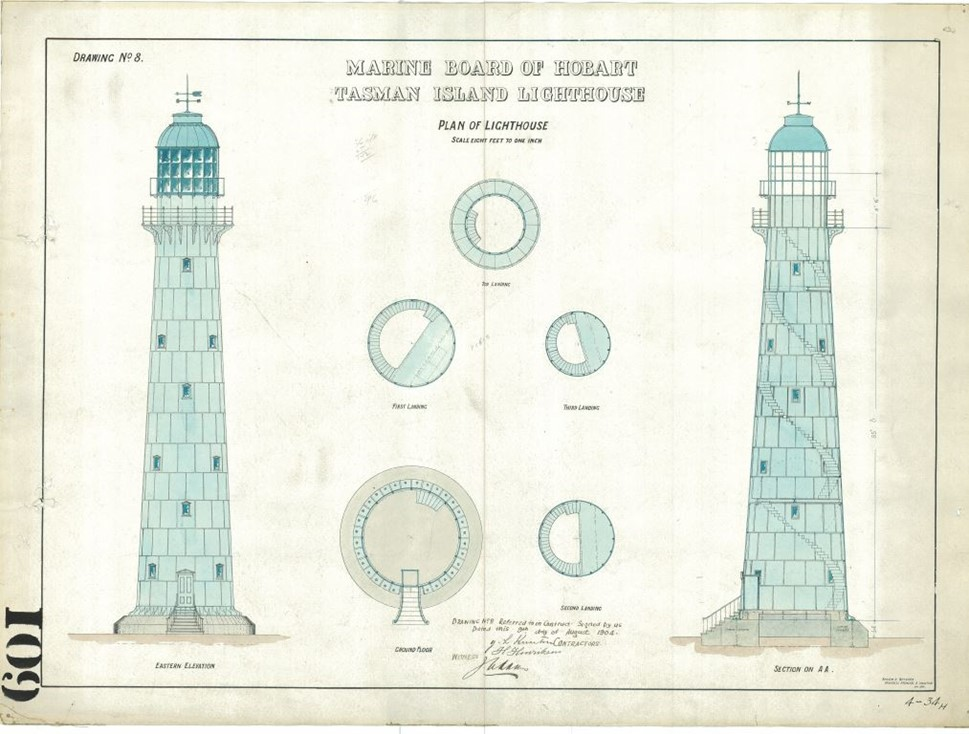 DRAWING Nº 8.
MARINE BOARD OF HOBART
TASMAN ISLAND LIGHTHOUSE
PLAN OF LIGHTHOUSE
SCALE EIGHT FEET TO ONE INCH
TOP LANDING
FIRST LANDING
THIRD LANDING
GROUND FLOOR
SECOND LANDING
DRAWING Nº 8 Referred to in Contract Signed by us
Dated this day of August 1904.
CONTRACTORS.
WITNESS
EASTERN ELEVATION
SECTION ON A A.
4-34 H
109